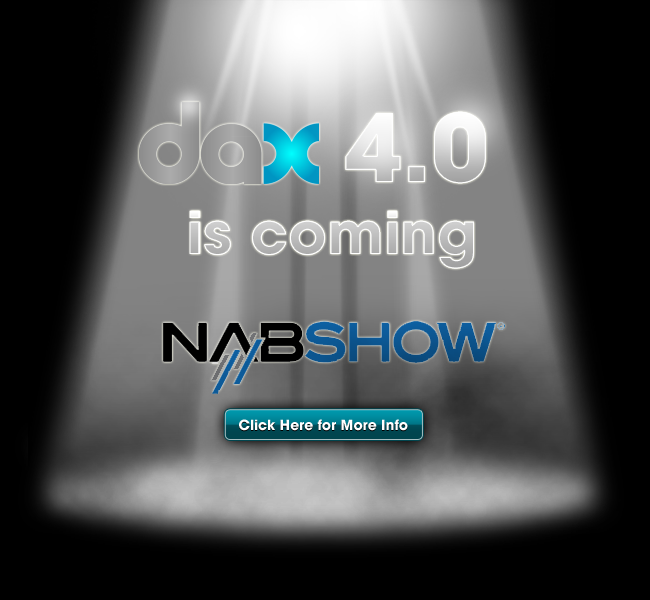 dax 4.0
is coming
NABSHOW®
Click Here for More Info